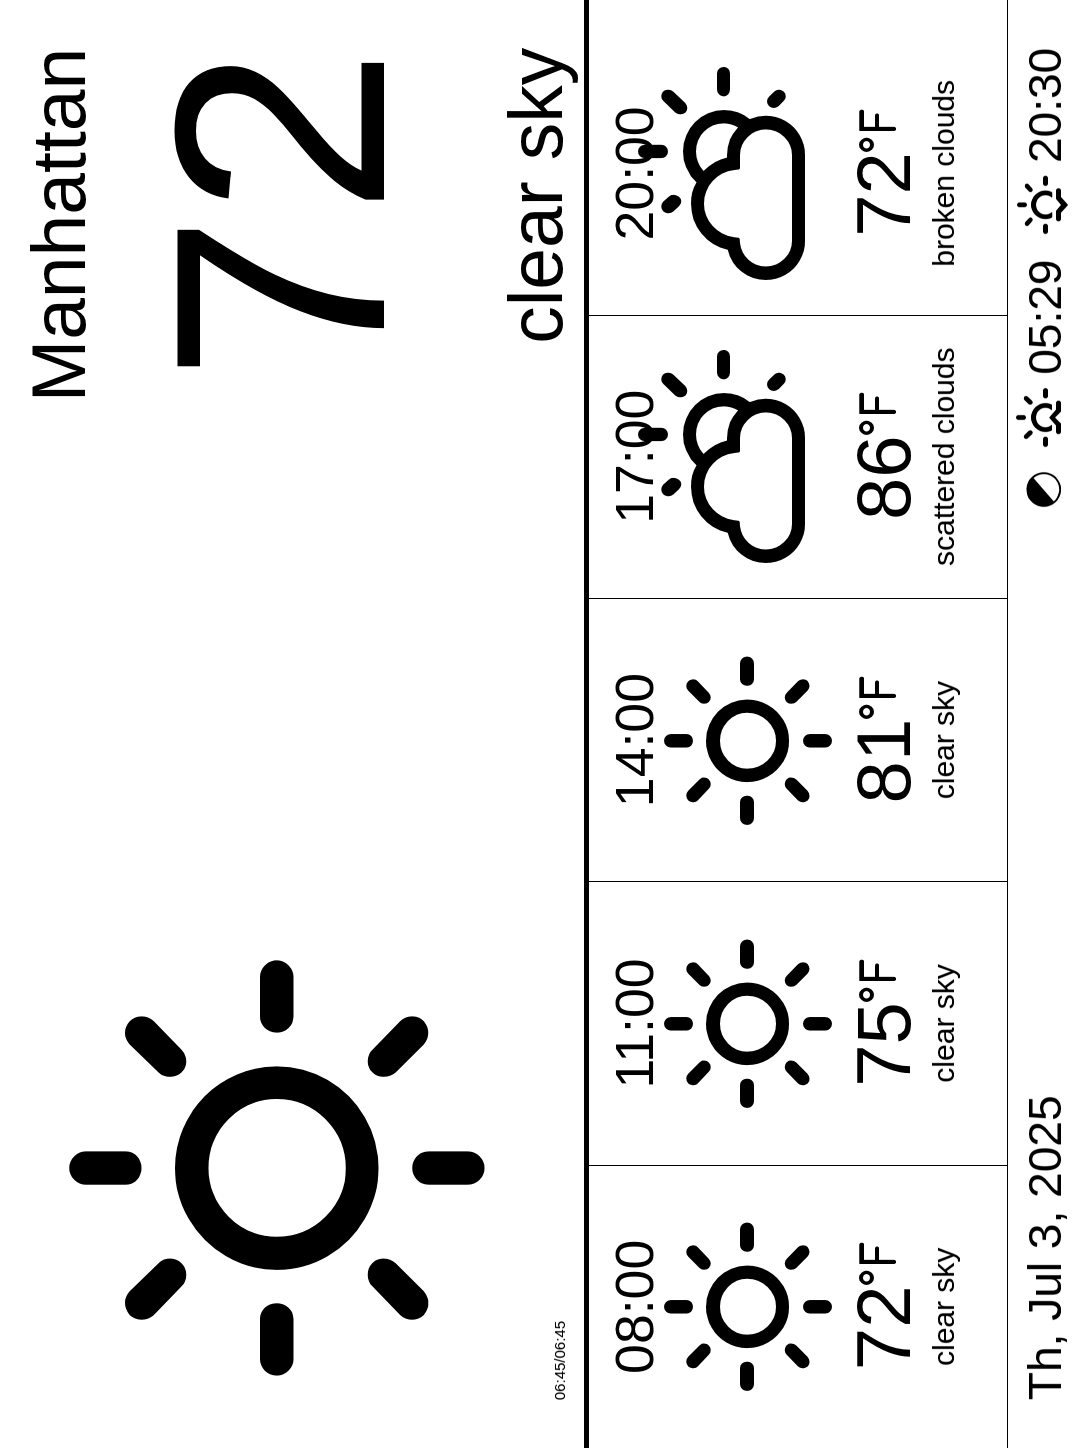 Manhattan
72
clear sky
06:45/06:45
08:00
72°F
clear sky
11:00
75°F
clear sky
14:00
81°F
clear sky
17:00
86°F
scattered clouds
20:00
72°F
broken clouds
Th, Jul 3, 2025
05:29
20:30